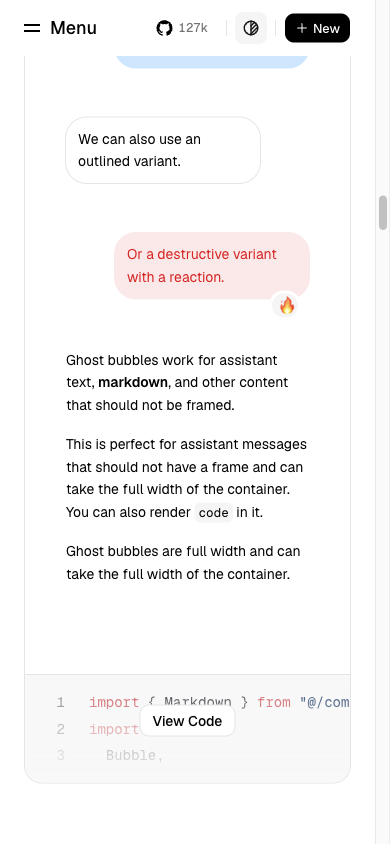 Menu
127k
+ New
We can also use an
outlined variant.
Or a destructive variant
with a reaction.
Ghost bubbles work for assistant
text, markdown, and other content
that should not be framed.
This is perfect for assistant messages
that should not have a frame and can
take the full width of the container.
You can also render code in it.
Ghost bubbles are full width and can
take the full width of the container.
1 import { Markdown } from "@/com
2 import
View Code
3 Bubble,